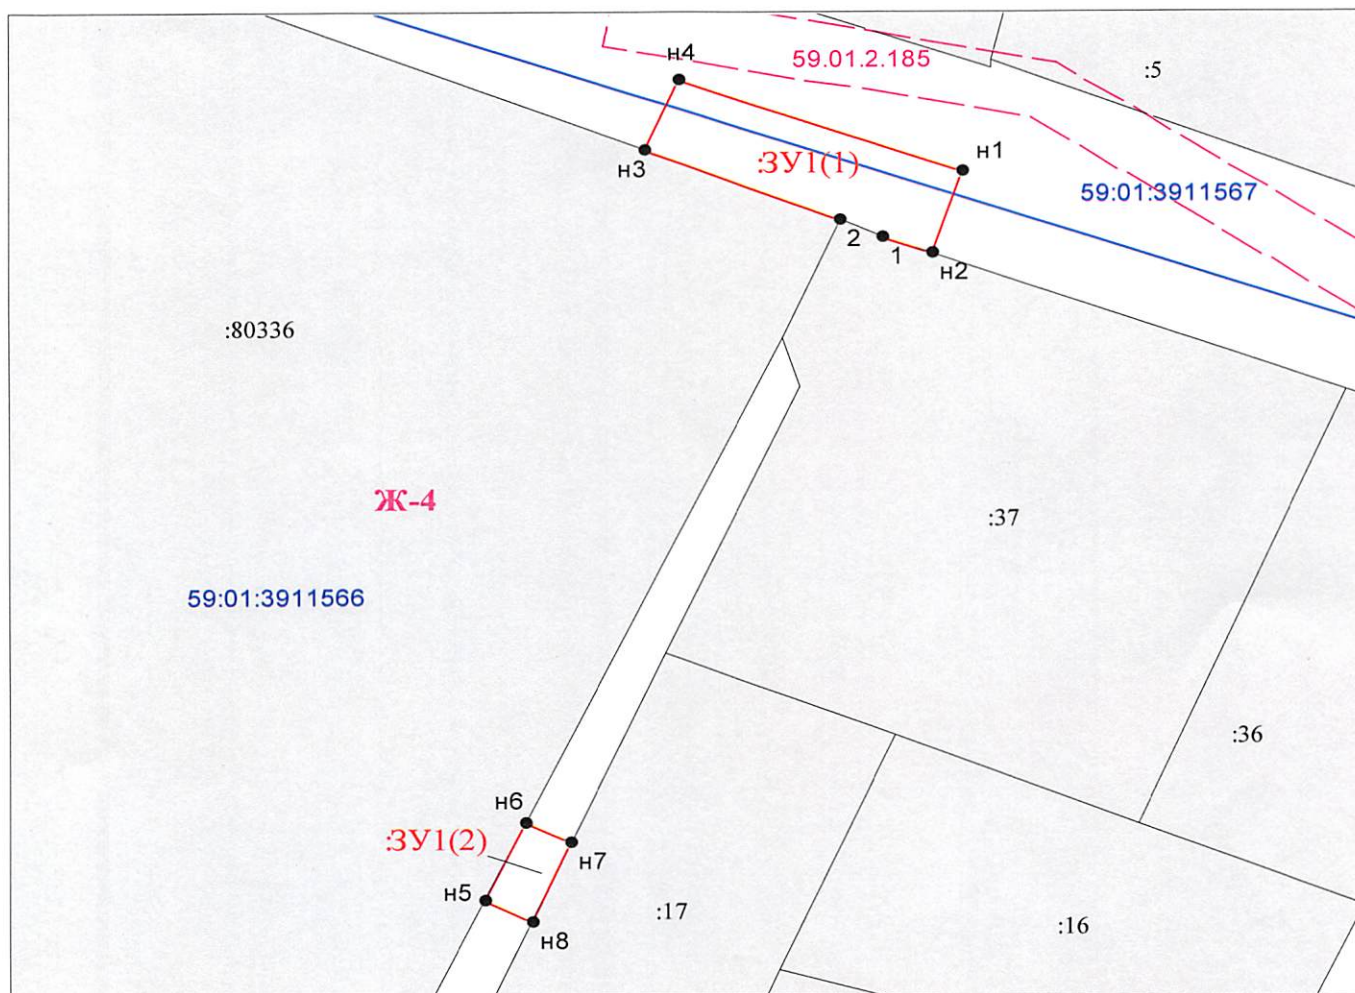 н4
59.01.2.185
:5
н3
:ЗУ1(1)
н1
59:01:3911567
2
1
н2
:80336
Ж-4
:37
59:01:3911566
:36
н6
:ЗУ1(2)
н7
н5
:17
:16
н8